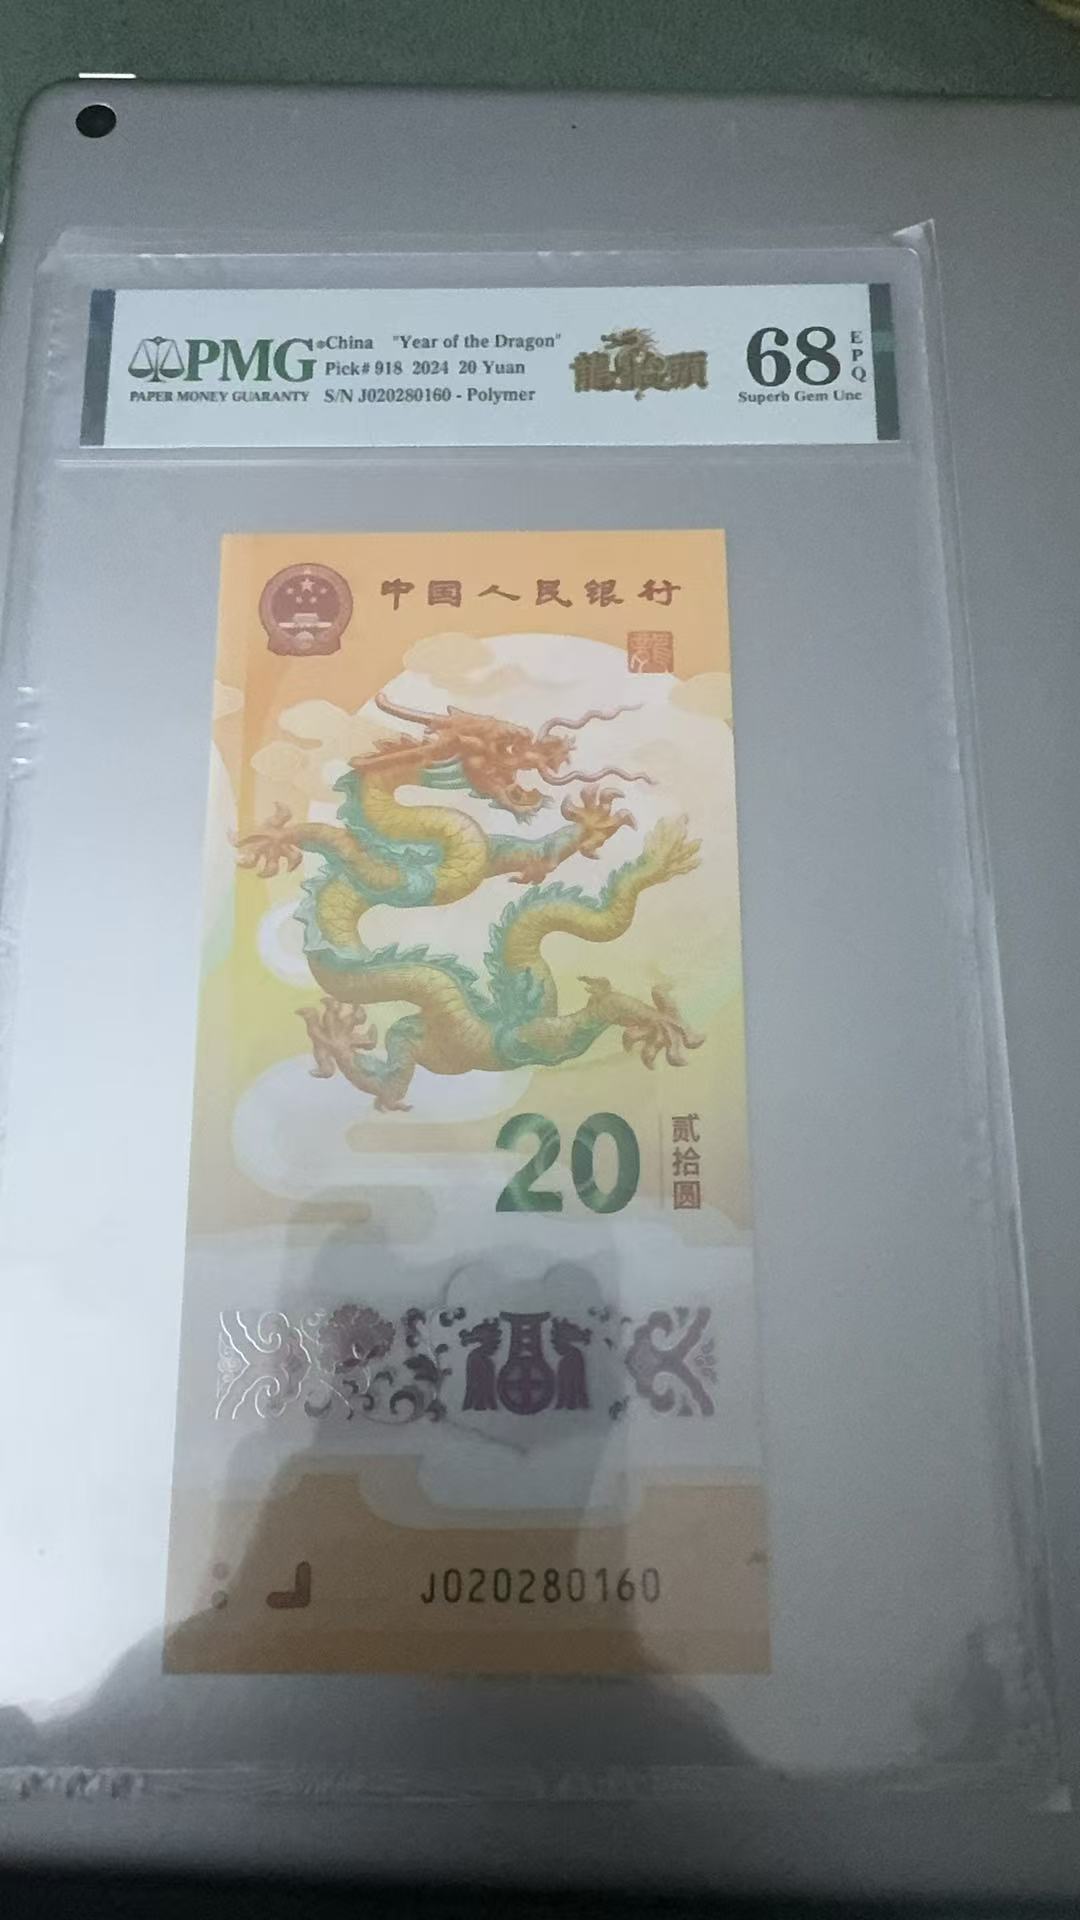 PMG
PAPER MONEY GUARANTY
China "Year of the Dragon"
Pick# 918 2024 20 Yuan
S/N J020280160 - Polymer
68 EPQ
Superb Gem Unc
中国人民银行
龍
20
贰拾圆
福
J020280160